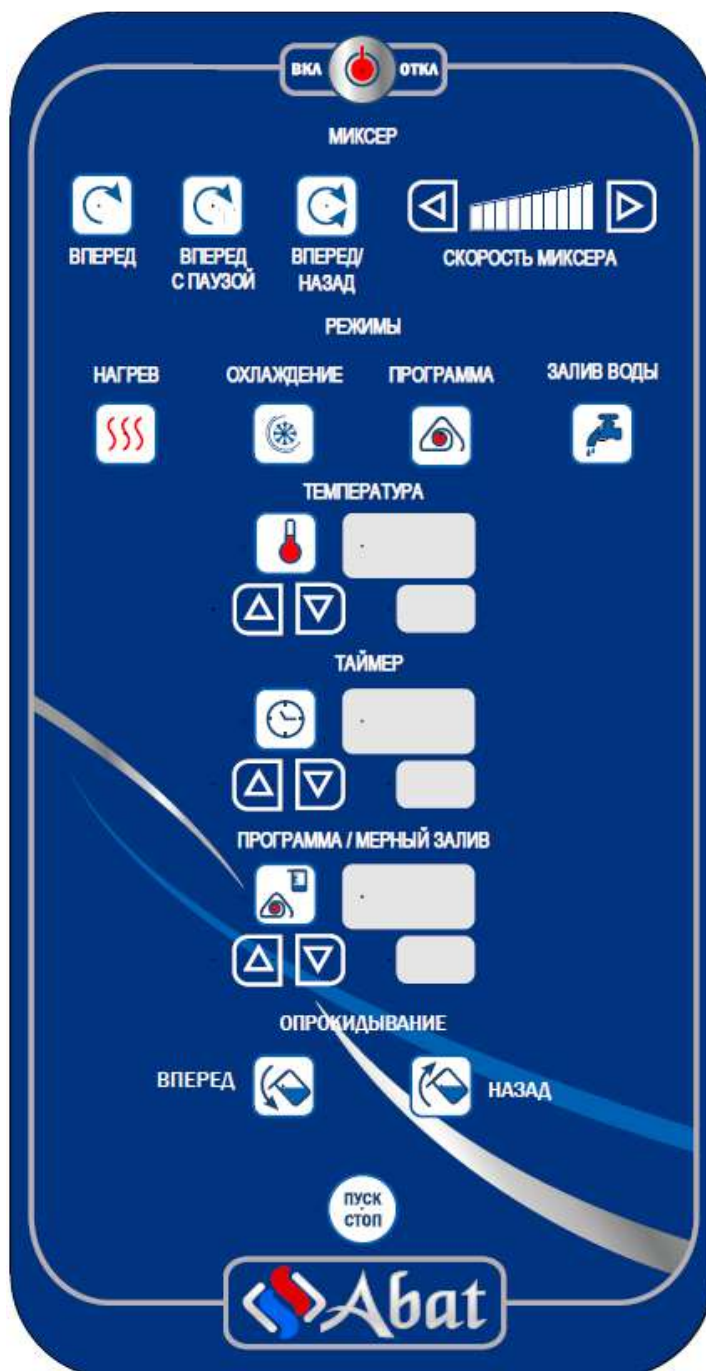 ВКЛ ОТКЛ
МИКСЕР
ВПЕРЕД
ВПЕРЕД
С ПАУЗОЙ
ВПЕРЕД/
НАЗАД
СКОРОСТЬ МИКСЕРА
РЕЖИМЫ
НАГРЕВ ОХЛАЖДЕНИЕ ПРОГРАММА ЗАЛИВ ВОДЫ
ТЕМПЕРАТУРА
ТАЙМЕР
ПРОГРАММА / МЕРНЫЙ ЗАЛИВ
ОПРОКИДЫВАНИЕ
ВПЕРЕД НАЗАД
ПУСК
СТОП
Abat